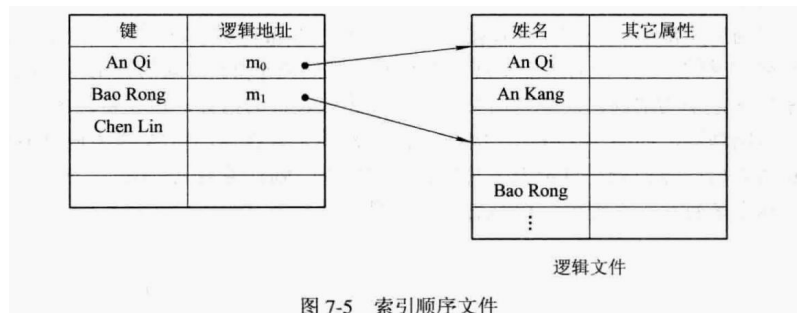 键 逻辑地址
An Qi m₀
Bao Rong m₁
Chen Lin
姓名 其它属性
An Qi
An Kang
Bao Rong
⋮
逻辑文件
图 7-5 索引顺序文件